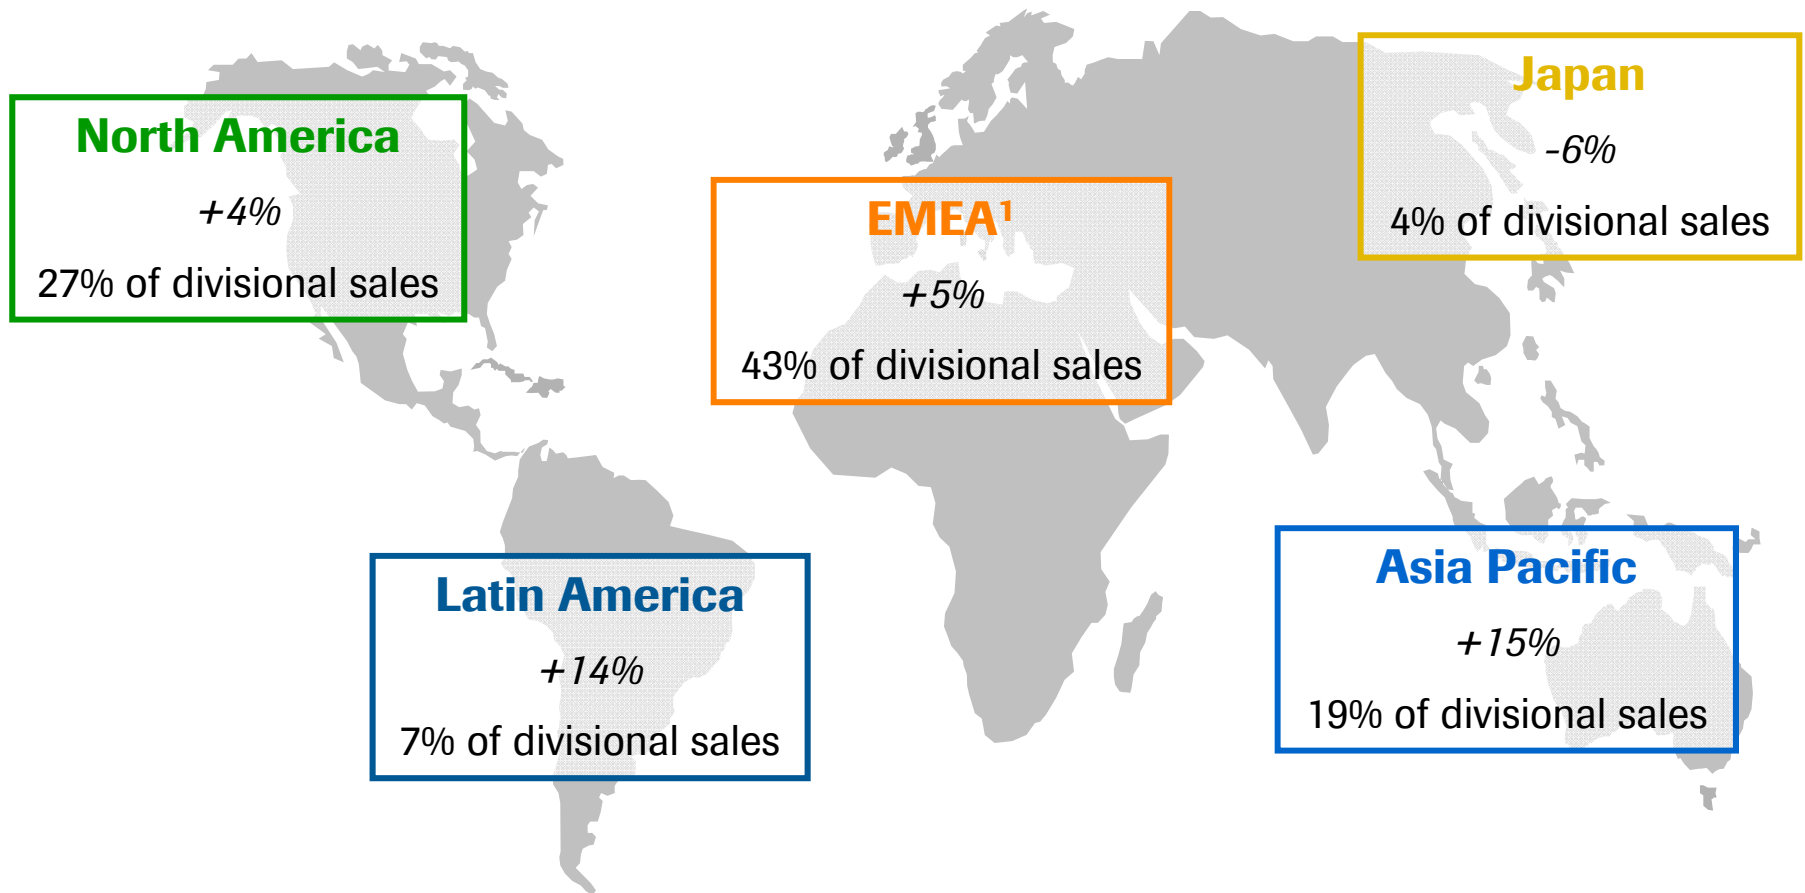 North America
+4%
27% of divisional sales
EMEA¹
+5%
43% of divisional sales
Japan
-6%
4% of divisional sales
Latin America
+14%
7% of divisional sales
Asia Pacific
+15%
19% of divisional sales